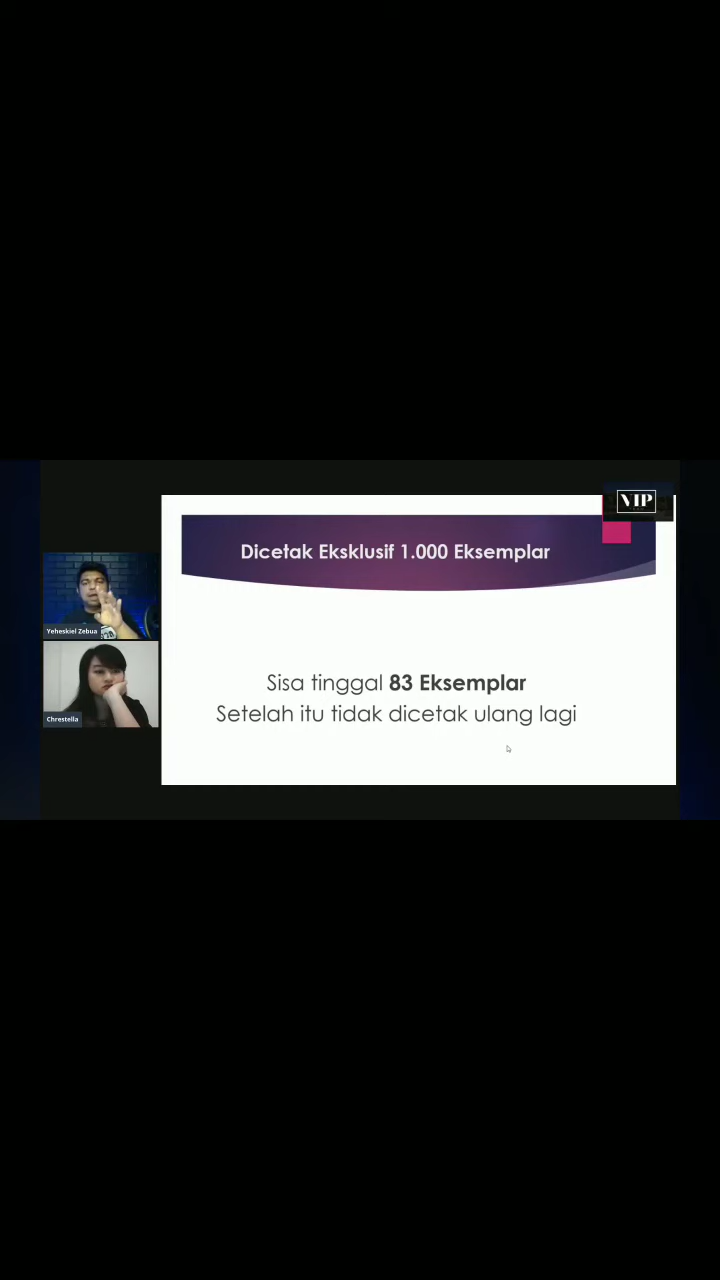 VIP
Dicetak Eksklusif 1.000 Eksemplar
Yeheskiel Zebua
Sisa tinggal 83 Eksemplar
Setelah itu tidak dicetak ulang lagi
Chrestella